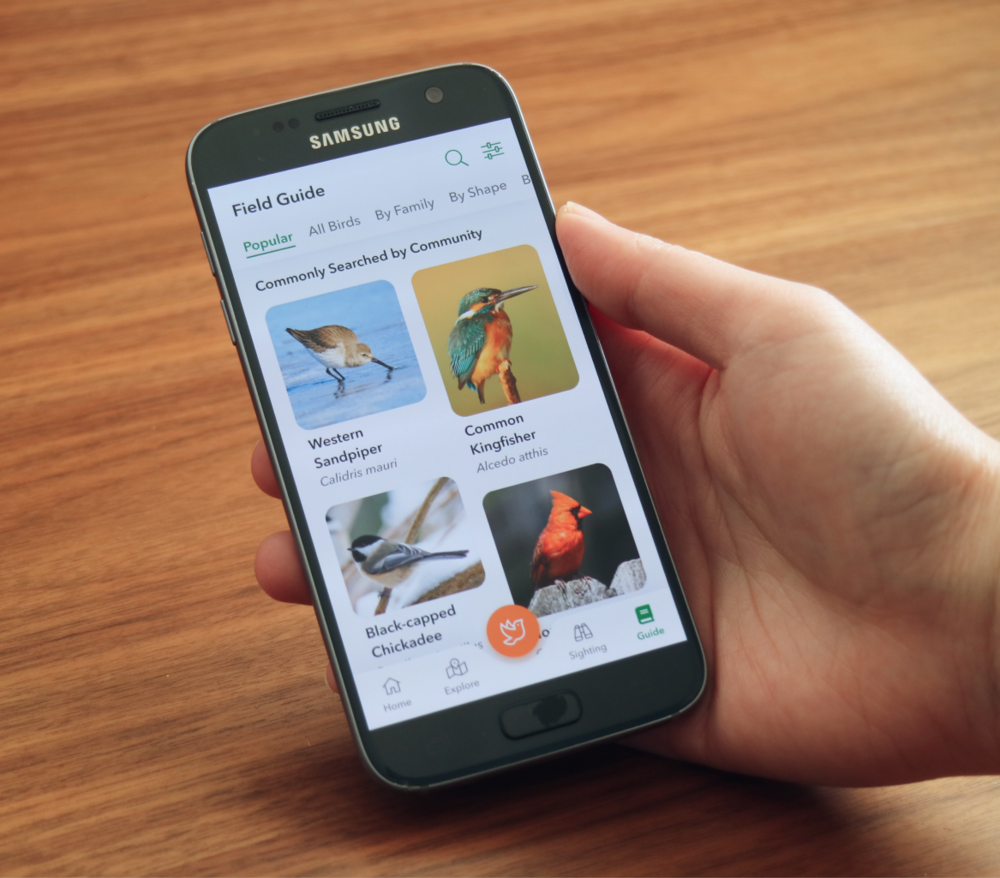 SAMSUNG
Field Guide
Popular All Birds By Family By Shape B
Commonly Searched by Community
Western
Sandpiper
Calidris mauri
Common
Kingfisher
Alcedo atthis
Black-capped
Chickadee
Home
Explore
Sighting
Guide